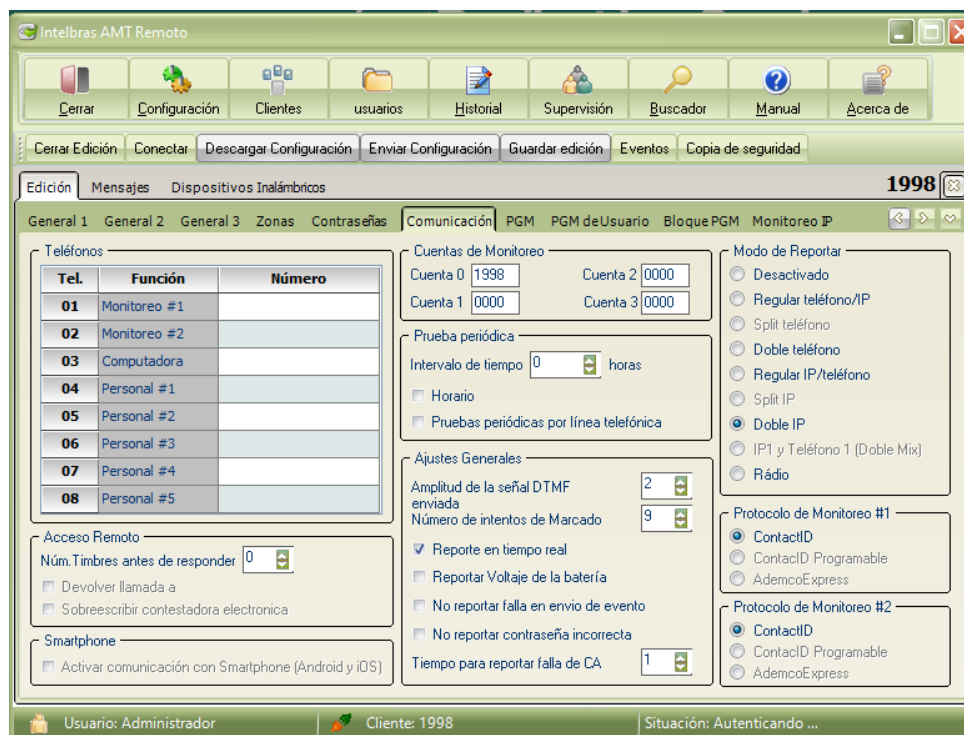 Intelbras AMT Remoto
Cerrar Configuración Clientes usuarios Historial Supervisión Buscador Manual Acerca de
Cerrar Edición Conectar Descargar Configuración Enviar Configuración Guardar edición Eventos Copia de seguridad
Edición Mensajes Dispositivos Inalámbricos 1998
General 1 General 2 General 3 Zonas Contraseñas Comunicación PGM PGM deUsuario Bloque PGM Monitoreo IP
Teléfonos
Tel. Función Número
01 Monitoreo #1
02 Monitoreo #2
03 Computadora
04 Personal #1
05 Personal #2
06 Personal #3
07 Personal #4
08 Personal #5
Acceso Remoto
Núm.Timbres antes de responder 0
Devolver llamada a
Sobreescribir contestadora electronica
Smartphone
Activar comunicación con Smartphone (Android y iOS)
Cuentas de Monitoreo
Cuenta 0 1998 Cuenta 2 0000
Cuenta 1 0000 Cuenta 3 0000
Prueba periódica
Intervalo de tiempo 0 horas
Horario
Pruebas periódicas por línea telefónica
Ajustes Generales
Amplitud de la señal DTMF 2
enviada
Número de intentos de Marcado 9
Reporte en tiempo real
Reportar Voltaje de la batería
No reportar falla en envio de evento
No reportar contraseña incorrecta
Tiempo para reportar falla de CA 1
Modo de Reportar
Desactivado
Regular teléfono/IP
Split teléfono
Doble teléfono
Regular IP/teléfono
Split IP
Doble IP
IP1 y Teléfono 1 (Doble Mix)
Rádio
Protocolo de Monitoreo #1
ContactID
ContacID Programable
AdemcoExpress
Protocolo de Monitoreo #2
ContactID
ContacID Programable
AdemcoExpress
Usuario: Administrador Cliente: 1998 Situación: Autenticando ...